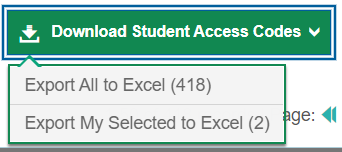 Download Student Access Codes
Export All to Excel (418)
Export My Selected to Excel (2)
age: